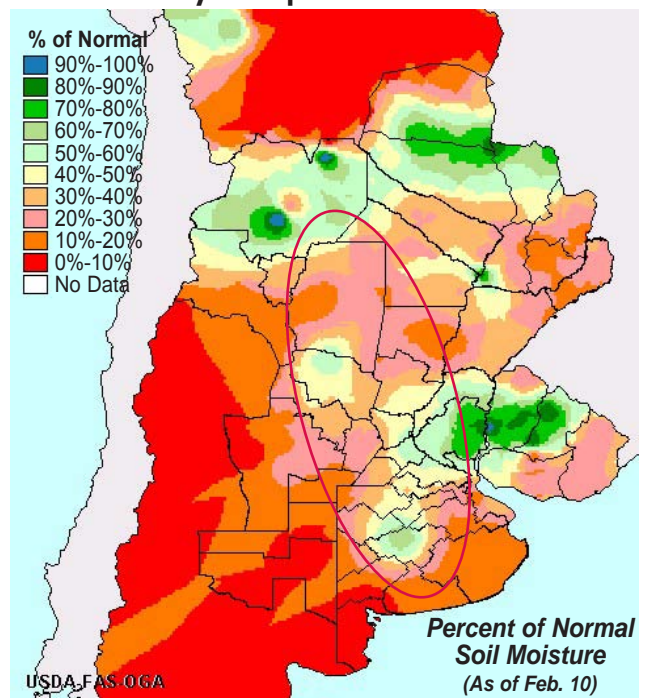 % of Normal
90%-100%
80%-90%
70%-80%
60%-70%
50%-60%
40%-50%
30%-40%
20%-30%
10%-20%
0%-10%
No Data
Percent of Normal
Soil Moisture
(As of Feb. 10)
USDA-FAS-OGA